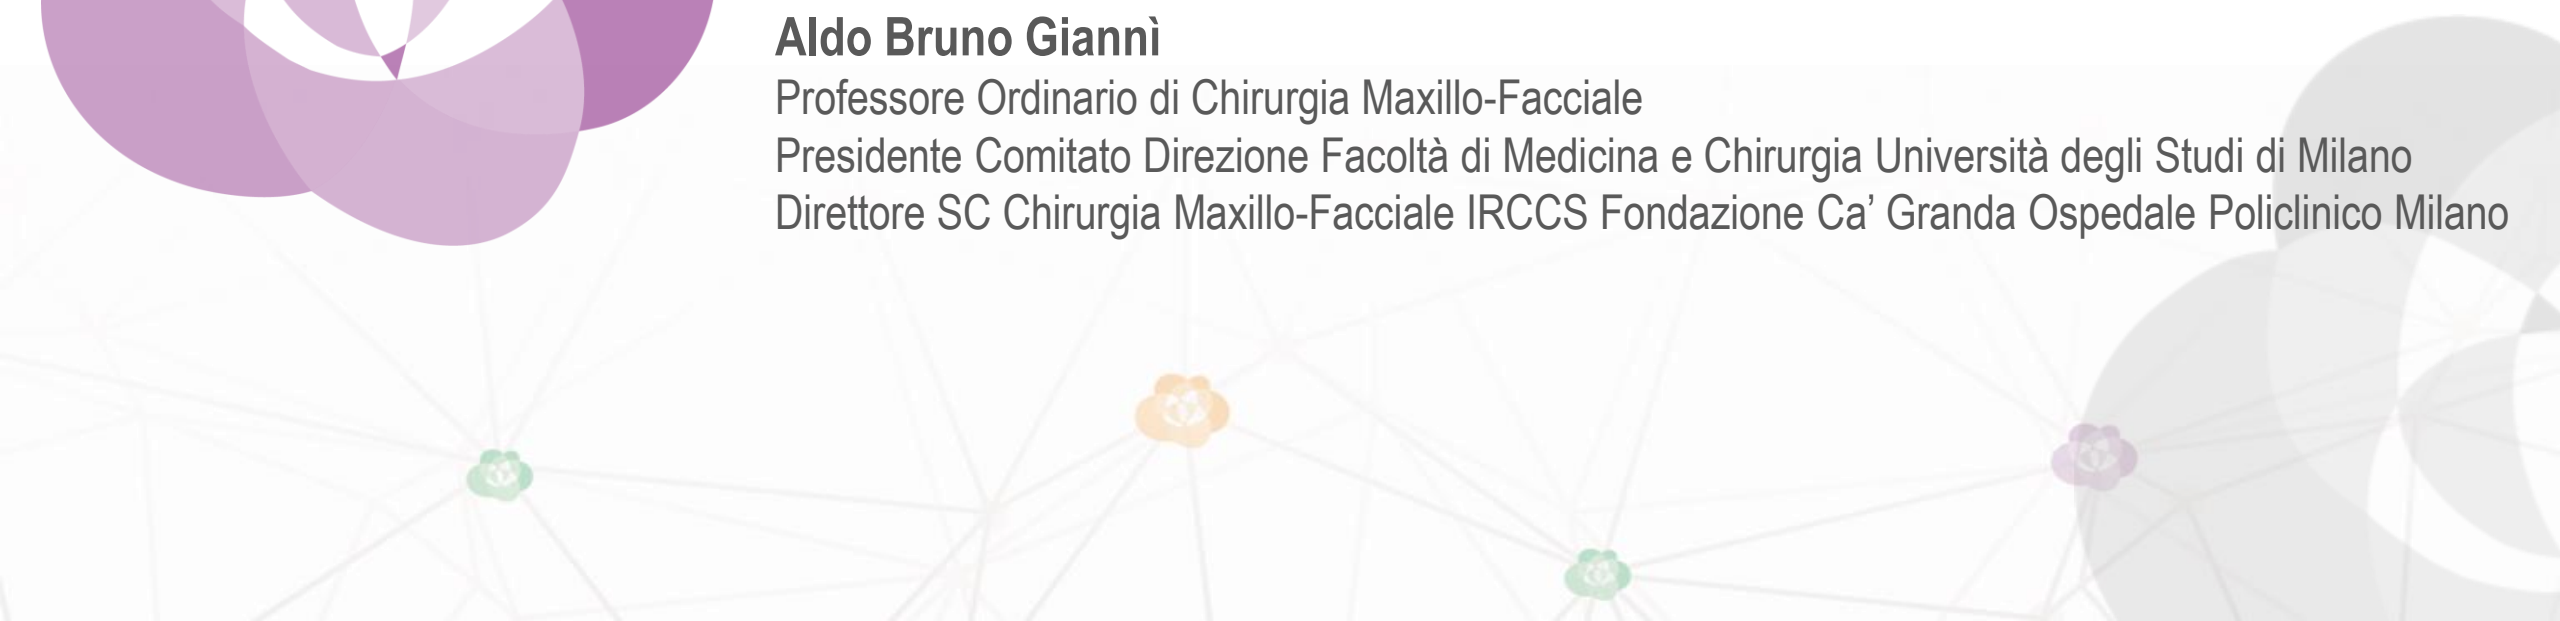 Aldo Bruno Giannì
Professore Ordinario di Chirurgia Maxillo-Facciale
Presidente Comitato Direzione Facoltà di Medicina e Chirurgia Università degli Studi di Milano
Direttore SC Chirurgia Maxillo-Facciale IRCCS Fondazione Ca’ Granda Ospedale Policlinico Milano